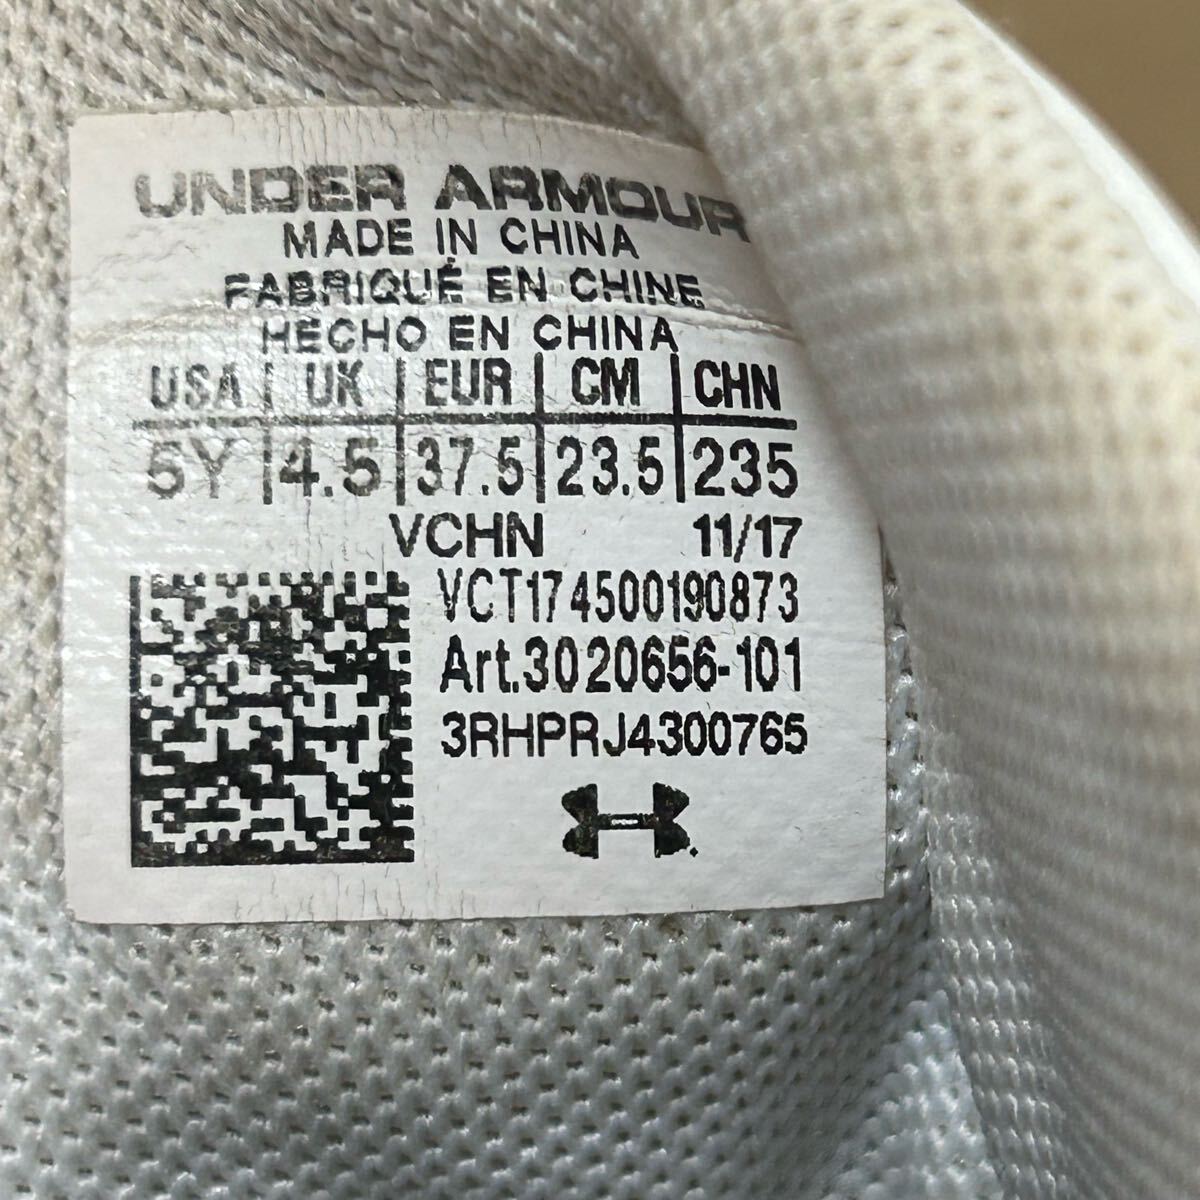 UNDER ARMOUR
MADE IN CHINA
FABRIQUÉ EN CHINE
HECHO EN CHINA
USA | UK | EUR | CM | CHN
5Y | 4.5 | 37.5 | 23.5 | 235
VCHN 11/17
VCT174500190873
Art.3020656-101
3RHPRJ4300765